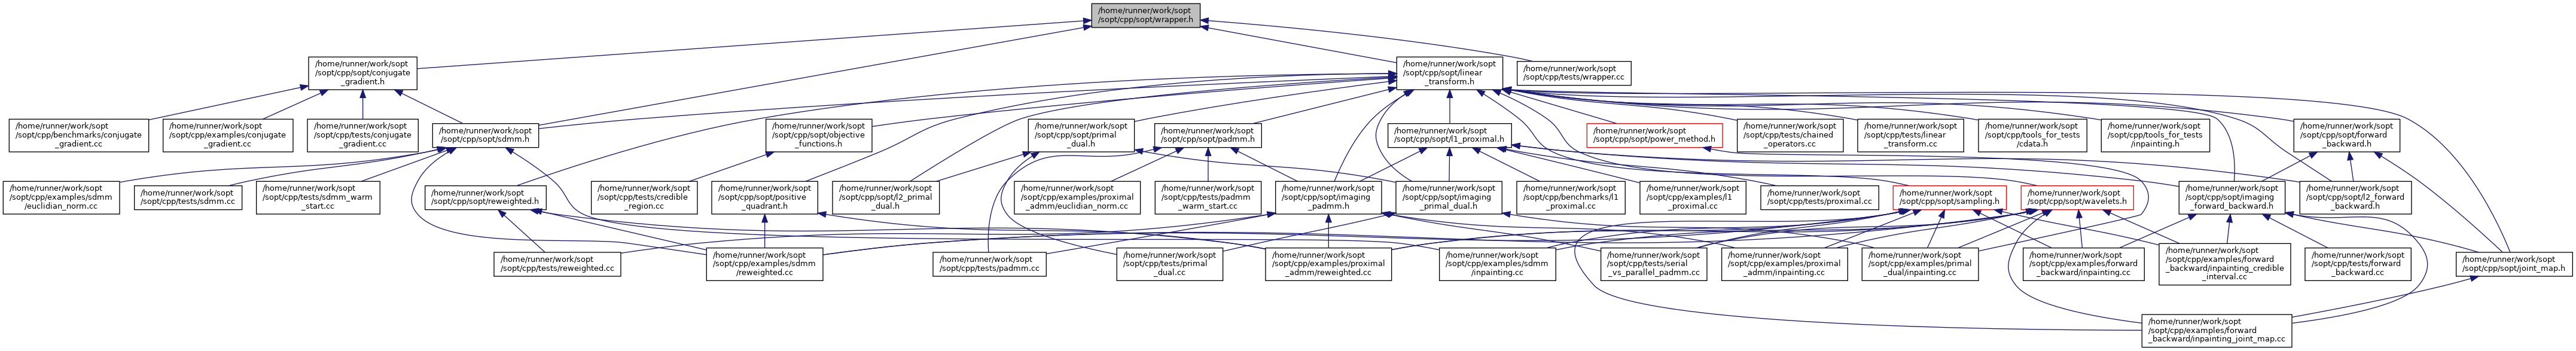 /home/runner/work/sopt
/sopt/cpp/sopt/wrapper.h
/home/runner/work/sopt
/sopt/cpp/sopt/conjugate
_gradient.h
/home/runner/work/sopt
/sopt/cpp/sopt/linear
_transform.h
/home/runner/work/sopt
/sopt/cpp/tests/wrapper.cc
/home/runner/work/sopt
/sopt/cpp/benchmarks/conjugate
_gradient.cc
/home/runner/work/sopt
/sopt/cpp/examples/conjugate
_gradient.cc
/home/runner/work/sopt
/sopt/cpp/tests/conjugate
_gradient.cc
/home/runner/work/sopt
/sopt/cpp/sopt/sdmm.h
/home/runner/work/sopt
/sopt/cpp/sopt/objective
_functions.h
/home/runner/work/sopt
/sopt/cpp/sopt/primal
_dual.h
/home/runner/work/sopt
/sopt/cpp/sopt/padmm.h
/home/runner/work/sopt
/sopt/cpp/sopt/l1_proximal.h
/home/runner/work/sopt
/sopt/cpp/sopt/power_method.h
/home/runner/work/sopt
/sopt/cpp/tests/chained
_operators.cc
/home/runner/work/sopt
/sopt/cpp/tests/linear
_transform.cc
/home/runner/work/sopt
/sopt/cpp/tools_for_tests
/cdata.h
/home/runner/work/sopt
/sopt/cpp/tools_for_tests
/inpainting.h
/home/runner/work/sopt
/sopt/cpp/sopt/forward
_backward.h
/home/runner/work/sopt
/sopt/cpp/examples/sdmm
/euclidian_norm.cc
/home/runner/work/sopt
/sopt/cpp/tests/sdmm.cc
/home/runner/work/sopt
/sopt/cpp/tests/sdmm_warm
_start.cc
/home/runner/work/sopt
/sopt/cpp/sopt/reweighted.h
/home/runner/work/sopt
/sopt/cpp/tests/credible
_region.cc
/home/runner/work/sopt
/sopt/cpp/sopt/positive
_quadrant.h
/home/runner/work/sopt
/sopt/cpp/sopt/l2_primal
_dual.h
/home/runner/work/sopt
/sopt/cpp/examples/proximal
_admm/euclidian_norm.cc
/home/runner/work/sopt
/sopt/cpp/tests/padmm
_warm_start.cc
/home/runner/work/sopt
/sopt/cpp/sopt/imaging
_padmm.h
/home/runner/work/sopt
/sopt/cpp/sopt/imaging
_primal_dual.h
/home/runner/work/sopt
/sopt/cpp/benchmarks/l1
_proximal.cc
/home/runner/work/sopt
/sopt/cpp/examples/l1
_proximal.cc
/home/runner/work/sopt
/sopt/cpp/tests/proximal.cc
/home/runner/work/sopt
/sopt/cpp/sopt/sampling.h
/home/runner/work/sopt
/sopt/cpp/sopt/wavelets.h
/home/runner/work/sopt
/sopt/cpp/sopt/imaging
_forward_backward.h
/home/runner/work/sopt
/sopt/cpp/sopt/l2_forward
_backward.h
/home/runner/work/sopt
/sopt/cpp/tests/reweighted.cc
/home/runner/work/sopt
/sopt/cpp/examples/sdmm
/reweighted.cc
/home/runner/work/sopt
/sopt/cpp/tests/padmm.cc
/home/runner/work/sopt
/sopt/cpp/tests/primal
_dual.cc
/home/runner/work/sopt
/sopt/cpp/examples/proximal
_admm/reweighted.cc
/home/runner/work/sopt
/sopt/cpp/examples/sdmm
/inpainting.cc
/home/runner/work/sopt
/sopt/cpp/tests/serial
_vs_parallel_padmm.cc
/home/runner/work/sopt
/sopt/cpp/examples/proximal
_admm/inpainting.cc
/home/runner/work/sopt
/sopt/cpp/examples/primal
_dual/inpainting.cc
/home/runner/work/sopt
/sopt/cpp/examples/forward
_backward/inpainting.cc
/home/runner/work/sopt
/sopt/cpp/examples/forward
_backward/inpainting_credible
_interval.cc
/home/runner/work/sopt
/sopt/cpp/tests/forward
_backward.cc
/home/runner/work/sopt
/sopt/cpp/sopt/joint_map.h
/home/runner/work/sopt
/sopt/cpp/examples/forward
_backward/inpainting_joint_map.cc